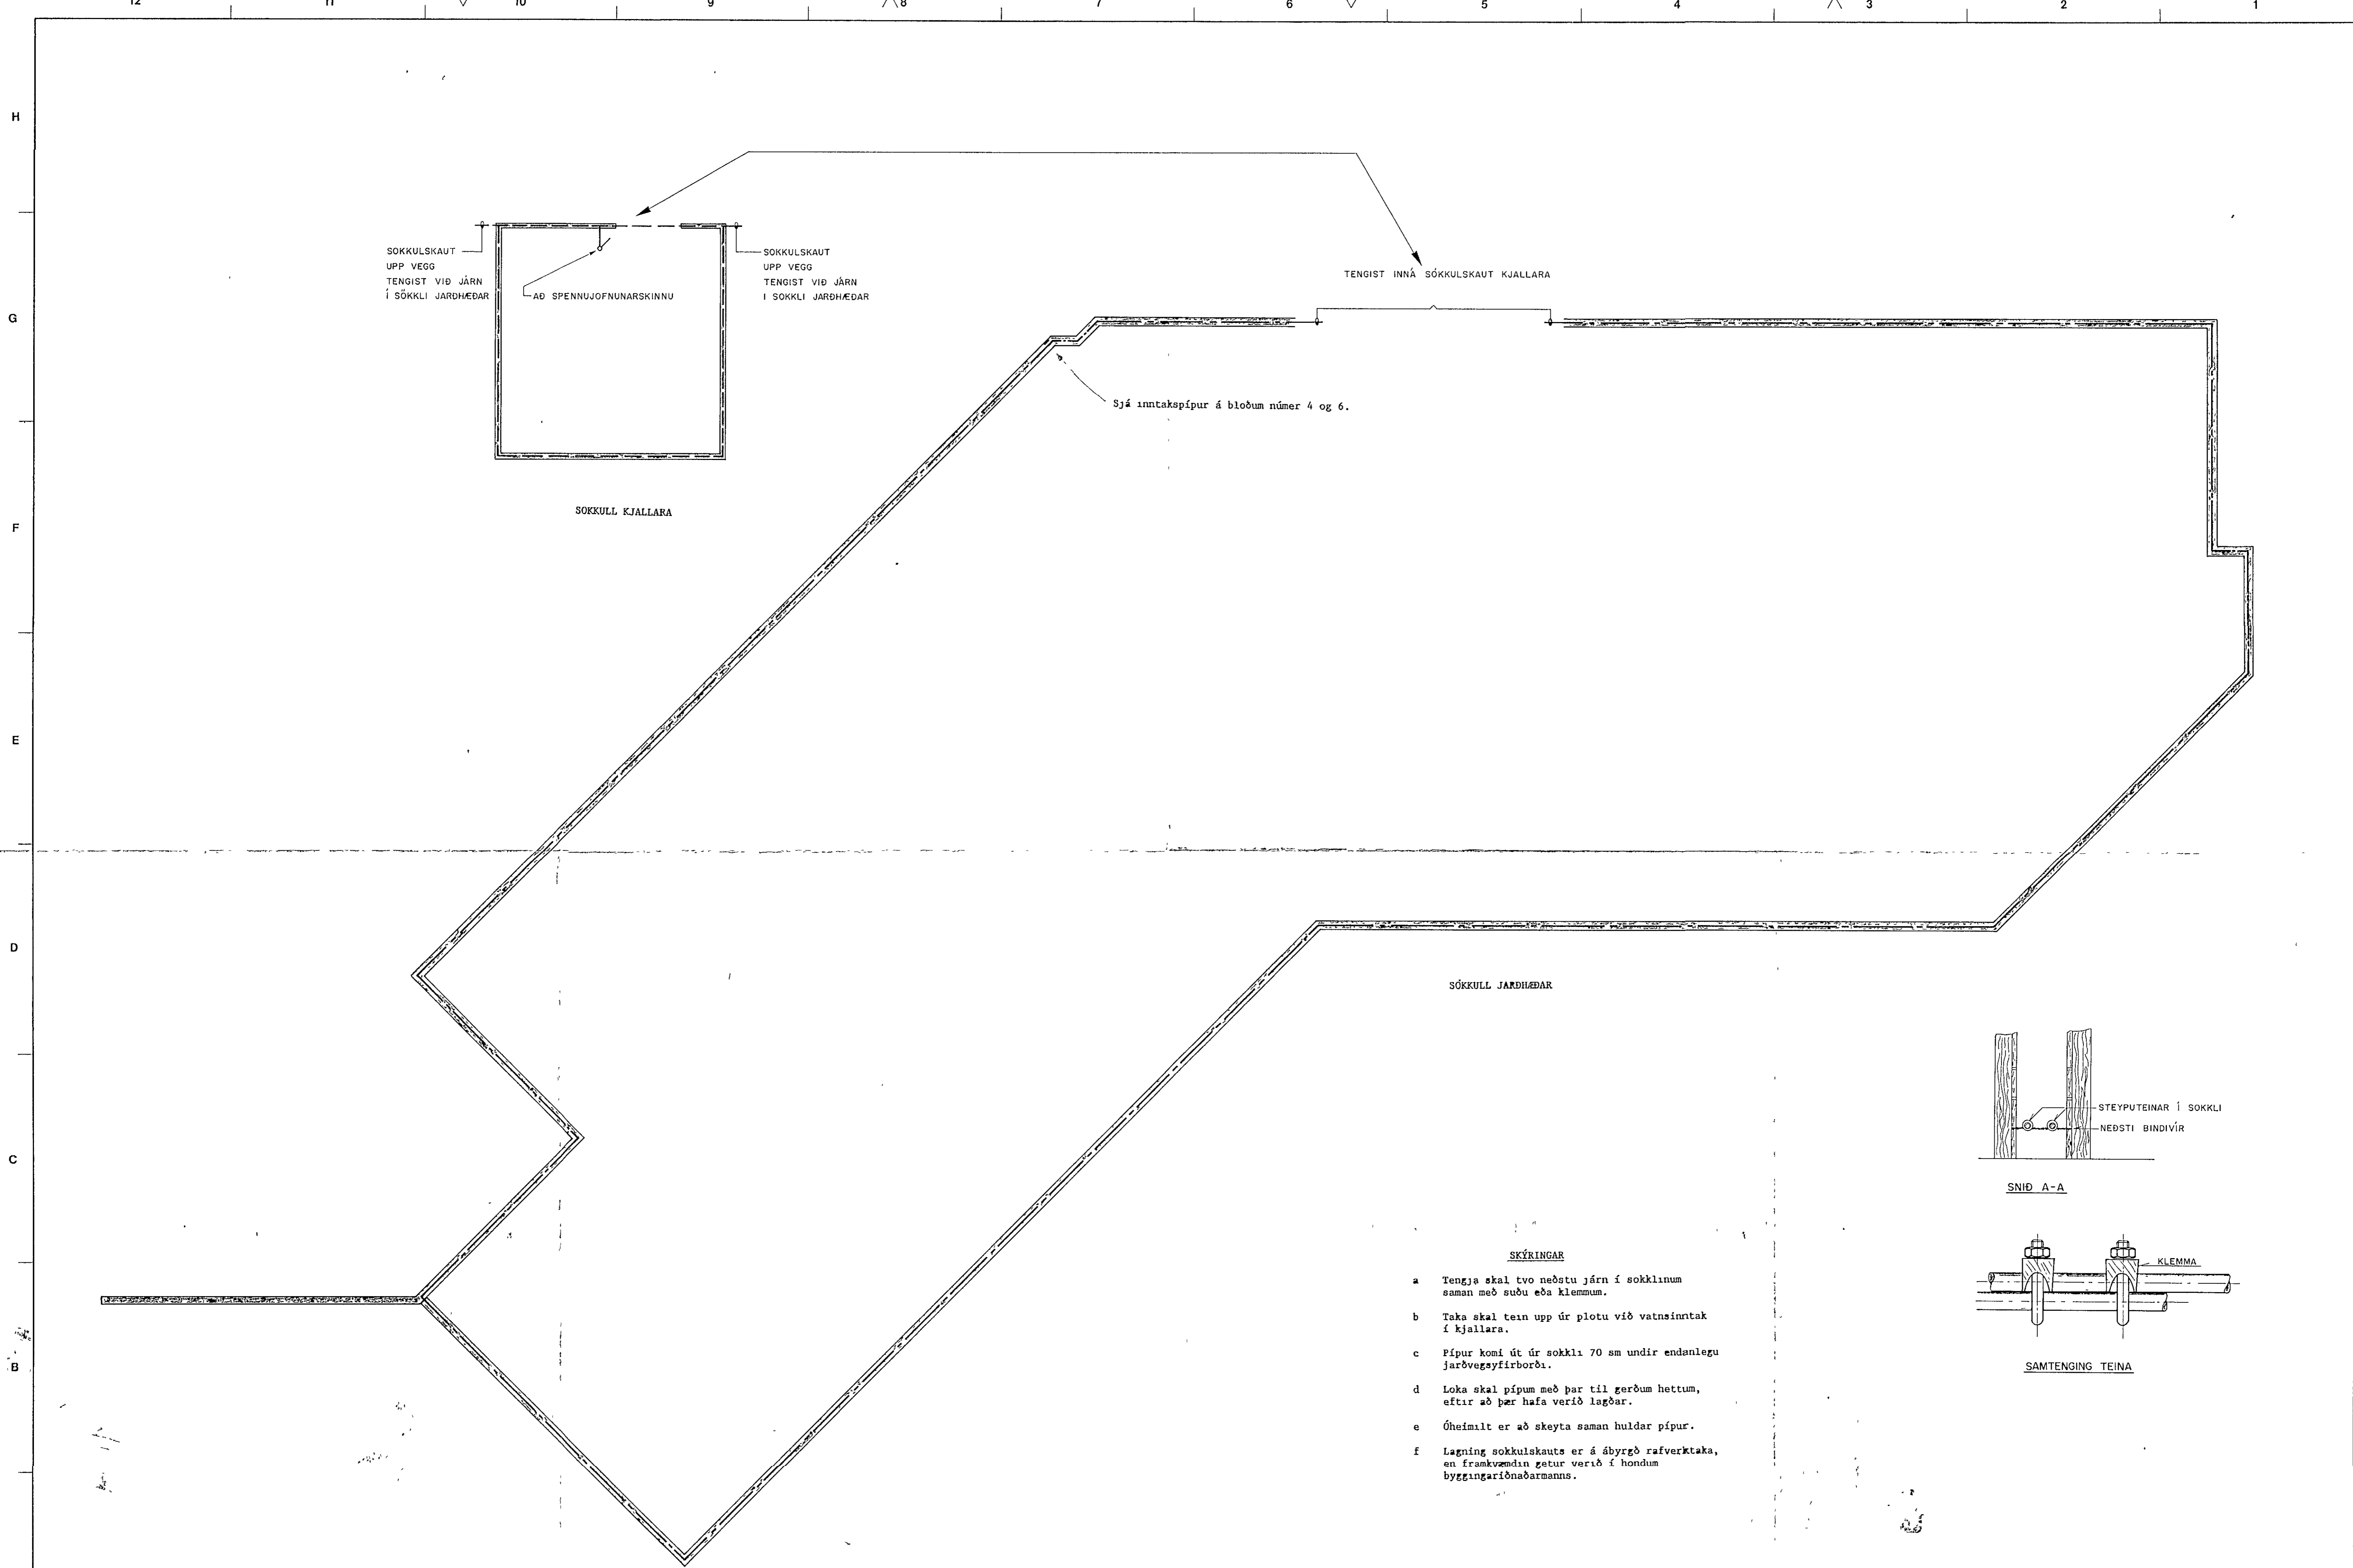 12 11 10 9 8 7 6 5 4 3 2 1
H
G
F
E
D
C
B
SOKKULSKAUT
UPP VEGG
TENGIST VIÐ JÁRN
Í SÖKKLI JARÐHÆÐAR
AÐ SPENNUJOFNUNARSKINNU
SOKKULSKAUT
UPP VEGG
TENGIST VIÐ JÁRN
I SOKKLI JARÐHÆÐAR
SOKKULL KJALLARA
TENGIST INNÁ SÓKKULSKAUT KJALLARA
Sjá inntakspípur á bloðum númer 4 og 6.
SÓKKULL JARÐHÆÐAR
STEYPUTEINAR Í SOKKLI
NEÐSTI BINDIVÍR
SNIÐ A-A
KLEMMA
SAMTENGING TEINA
SKÝRINGAR
a Tengja skal tvo neðstu járn í sokklinum
saman með suðu eða klemmum.
b Taka skal tein upp úr plotu við vatnsinntak
í kjallara.
c Pípur komi út úr sokkli 70 sm undir endanlegu
jarðvegsyfirborði.
d Loka skal pípum með þar til gerðum hettum,
eftir að þær hafa verið lagðar.
e Óheimilt er að skeyta saman huldar pípur.
f Lagning sokkulskauts er á ábyrgð rafverktaka,
en framkvæmdin getur verið í hondum
byggingariðnaðarmanns.